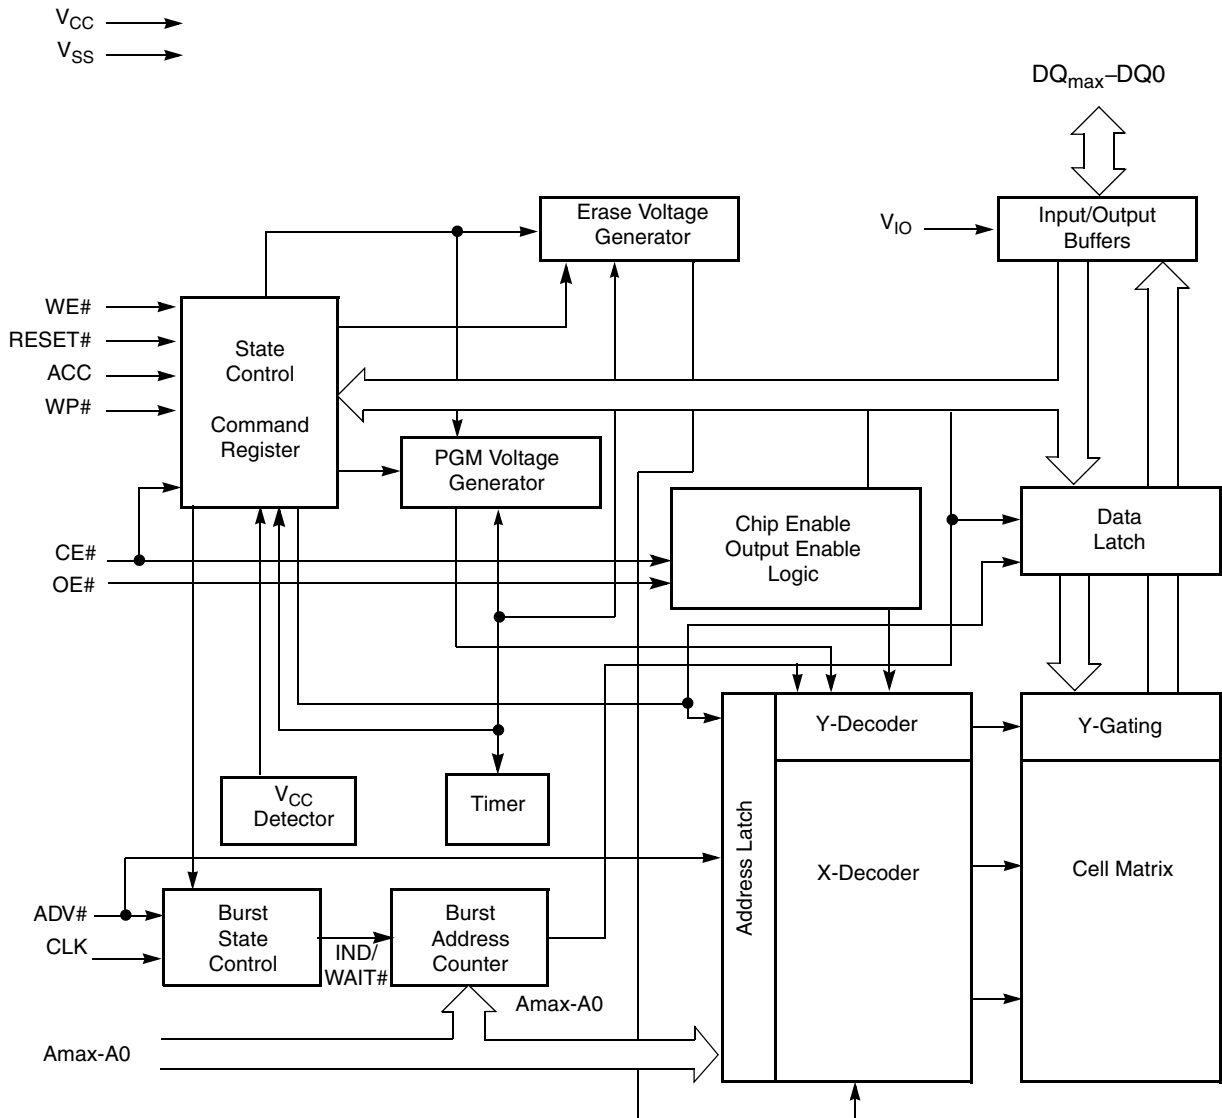 VCC
VSS
DQmax–DQ0
Erase Voltage
Generator
VIO
Input/Output
Buffers
WE#
RESET#
ACC
WP#
State
Control
Command
Register
PGM Voltage
Generator
CE#
OE#
Chip Enable
Output Enable
Logic
Data
Latch
Y-Decoder
Y-Gating
VCC
Detector
Timer
Address Latch
X-Decoder
Cell Matrix
ADV#
CLK
Burst
State
Control
IND/
WAIT#
Burst
Address
Counter
Amax-A0
Amax-A0